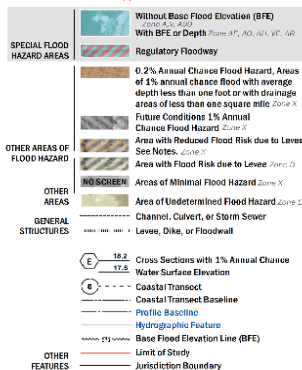 Without Base Flood Elevation (BFE)
Zone A,V, A99
With BFE or Depth Zone AE, AO, AH, VE, AR
SPECIAL FLOOD
HAZARD AREAS
Regulatory Floodway
0.2% Annual Chance Flood Hazard, Areas
of 1% annual chance flood with average
depth less than one foot or with drainage
areas of less than one square mile Zone X
Future Conditions 1% Annual
Chance Flood Hazard Zone X
OTHER AREAS OF
FLOOD HAZARD
Area with Reduced Flood Risk due to Levee
See Notes. Zone X
Area with Flood Risk due to Levee Zone D
NO SCREEN Areas of Minimal Flood Hazard Zone X
OTHER
AREAS
Area of Undetermined Flood Hazard Zone D
GENERAL
STRUCTURES
Channel, Culvert, or Storm Sewer
Levee, Dike, or Floodwall
E 18.2 Cross Sections with 1% Annual Chance
17.5 Water Surface Elevation
8 Coastal Transect
Coastal Transect Baseline
Profile Baseline
Hydrographic Feature
Base Flood Elevation Line (BFE)
OTHER
FEATURES
Limit of Study
Jurisdiction Boundary